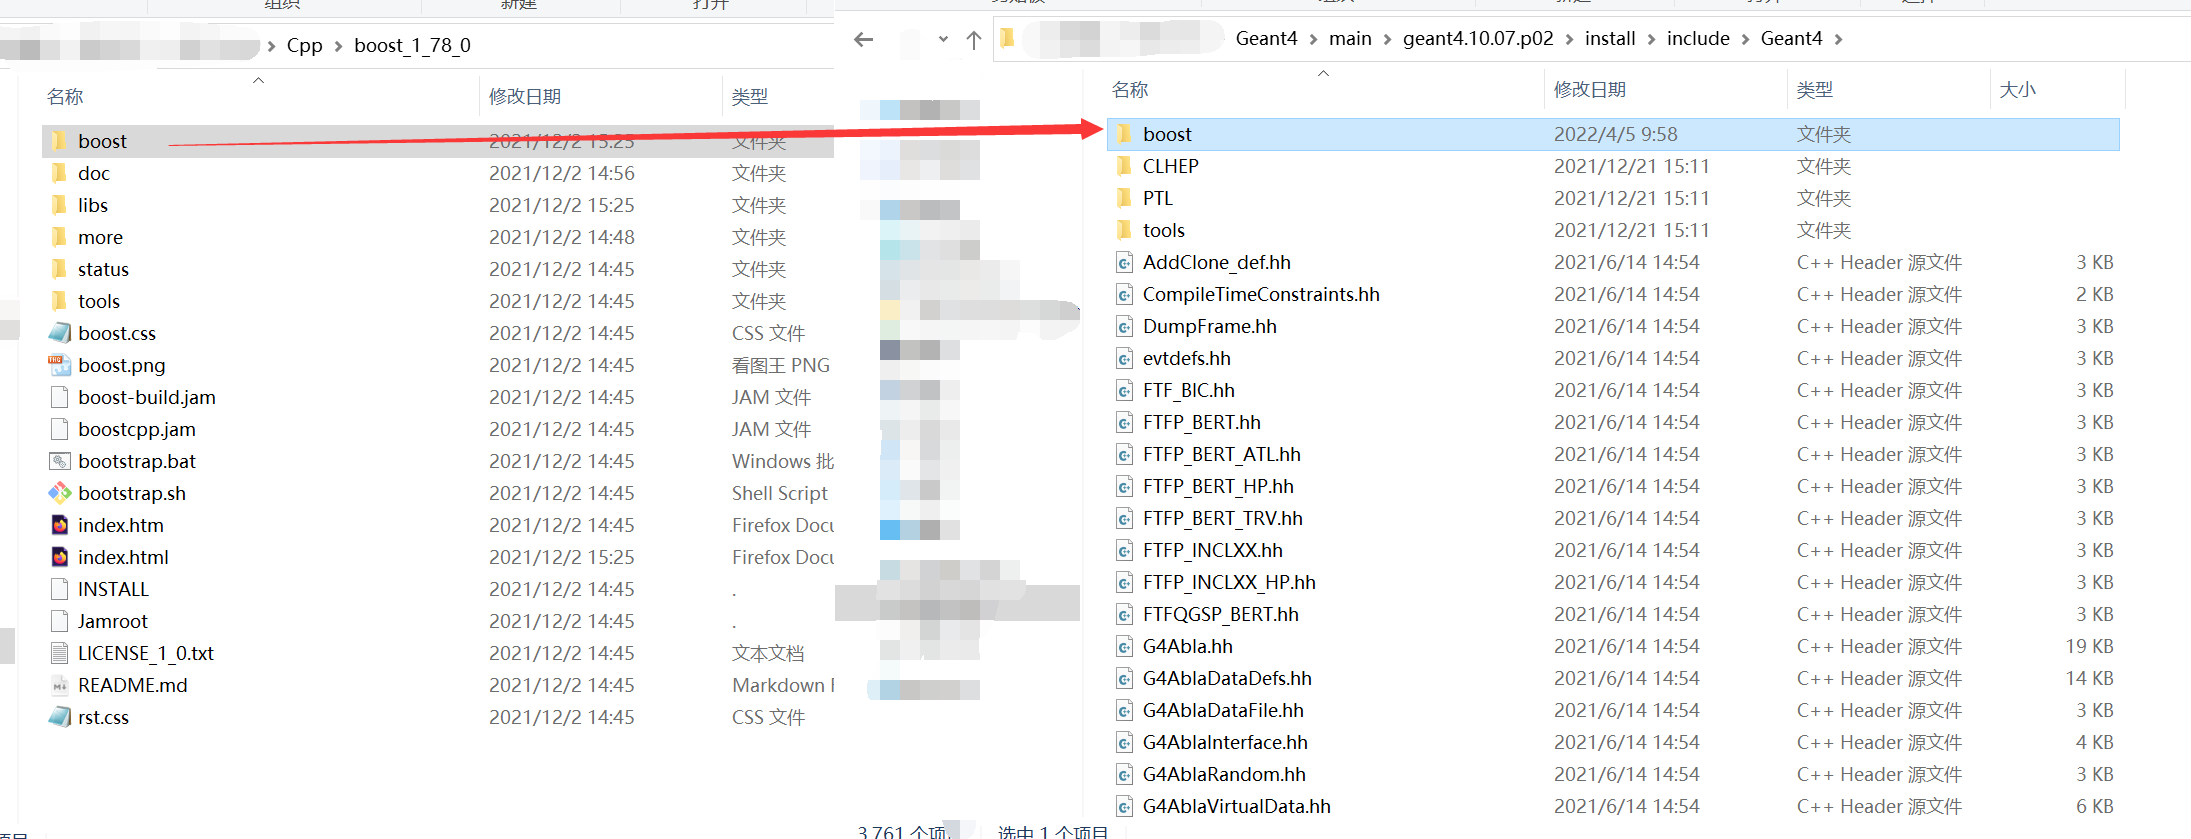 组织 新建 打开
Cpp > boost_1_78_0
名称 修改日期 类型
boost 2021/12/2 15:25 文件夹
doc 2021/12/2 14:56 文件夹
libs 2021/12/2 15:25 文件夹
more 2021/12/2 14:48 文件夹
status 2021/12/2 14:45 文件夹
tools 2021/12/2 14:45 文件夹
boost.css 2021/12/2 14:45 CSS 文件
boost.png 2021/12/2 14:45 看图王 PNG
boost-build.jam 2021/12/2 14:45 JAM 文件
boostcpp.jam 2021/12/2 14:45 JAM 文件
bootstrap.bat 2021/12/2 14:45 Windows 批
bootstrap.sh 2021/12/2 14:45 Shell Script
index.htm 2021/12/2 14:45 Firefox Docu
index.html 2021/12/2 15:25 Firefox Docu
INSTALL 2021/12/2 14:45 .
Jamroot 2021/12/2 14:45 .
LICENSE_1_0.txt 2021/12/2 14:45 文本文档
README.md 2021/12/2 14:45 Markdown
rst.css 2021/12/2 14:45 CSS 文件
Geant4 > main > geant4.10.07.p02 > install > include > Geant4 >
名称 修改日期 类型 大小
boost 2022/4/5 9:58 文件夹
CLHEP 2021/12/21 15:11 文件夹
PTL 2021/12/21 15:11 文件夹
tools 2021/12/21 15:11 文件夹
AddClone_def.hh 2021/6/14 14:54 C++ Header 源文件 3 KB
CompileTimeConstraints.hh 2021/6/14 14:54 C++ Header 源文件 2 KB
DumpFrame.hh 2021/6/14 14:54 C++ Header 源文件 3 KB
evtdefs.hh 2021/6/14 14:54 C++ Header 源文件 3 KB
FTF_BIC.hh 2021/6/14 14:54 C++ Header 源文件 3 KB
FTFP_BERT.hh 2021/6/14 14:54 C++ Header 源文件 3 KB
FTFP_BERT_ATL.hh 2021/6/14 14:54 C++ Header 源文件 3 KB
FTFP_BERT_HP.hh 2021/6/14 14:54 C++ Header 源文件 3 KB
FTFP_BERT_TRV.hh 2021/6/14 14:54 C++ Header 源文件 3 KB
FTFP_INCLXX.hh 2021/6/14 14:54 C++ Header 源文件 3 KB
FTFP_INCLXX_HP.hh 2021/6/14 14:54 C++ Header 源文件 3 KB
FTFQGSP_BERT.hh 2021/6/14 14:54 C++ Header 源文件 3 KB
G4Abla.hh 2021/6/14 14:54 C++ Header 源文件 19 KB
G4AblaDataDefs.hh 2021/6/14 14:54 C++ Header 源文件 14 KB
G4AblaDataFile.hh 2021/6/14 14:54 C++ Header 源文件 3 KB
G4AblaInterface.hh 2021/6/14 14:54 C++ Header 源文件 4 KB
G4AblaRandom.hh 2021/6/14 14:54 C++ Header 源文件 3 KB
G4AblaVirtualData.hh 2021/6/14 14:54 C++ Header 源文件 6 KB
3,761 个项 选中 1 个项目